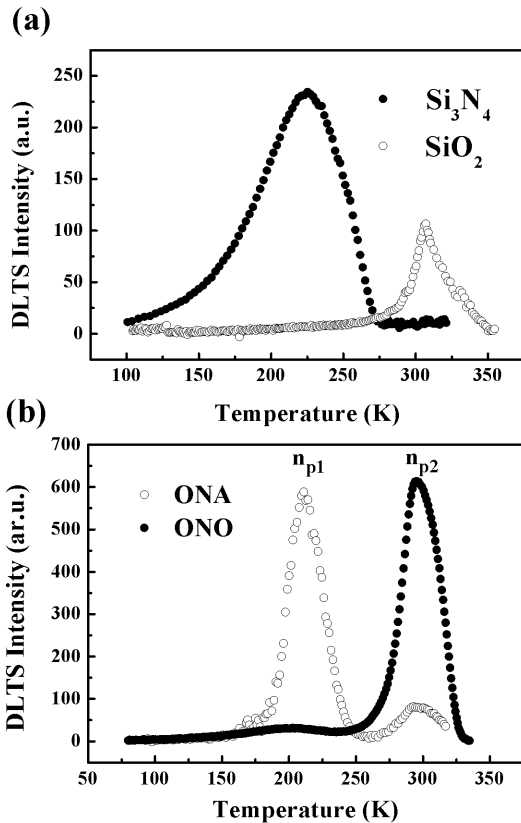 (a)
250
200
150
100
50
0
DLTS Intensity (a.u.)
Si₃N₄
SiO₂
100 150 200 250 300 350
Temperature (K)
(b)
700
600
500
400
300
200
100
0
DLTS Intensity (ar.u.)
nₚ₁ nₚ₂
ONA
ONO
50 100 150 200 250 300 350
Temperature (K)